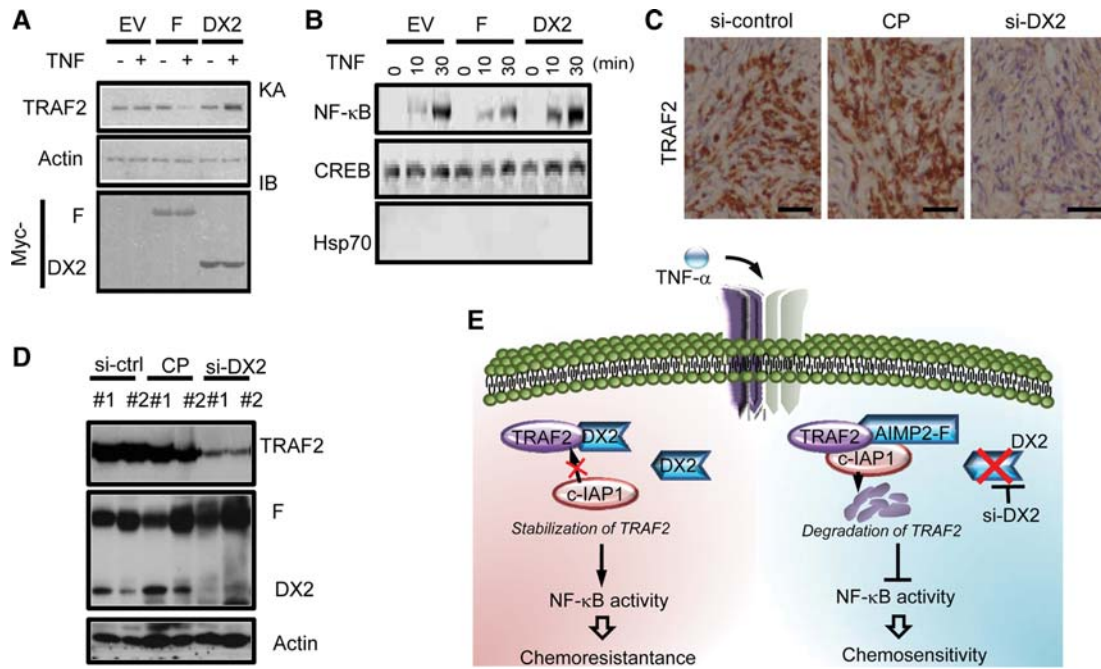 A
EV F DX2
TNF - + - + - +
TRAF2
KA
Actin
IB
Myc-
F
DX2
B
EV F DX2
TNF 0 10 30 0 10 30 0 10 30 (min)
NF-κB
CREB
Hsp70
C
si-control CP si-DX2
TRAF2
D
si-ctrl CP si-DX2
#1 #2 #1 #2 #1 #2
TRAF2
F
DX2
Actin
E
TNF-α
TRAF2 DX2
DX2
c-IAP1
Stabilization of TRAF2
NF-κB activity
Chemoresistantance
TRAF2 AIMP2-F
c-IAP1
DX2
si-DX2
Degradation of TRAF2
NF-κB activity
Chemosensitivity